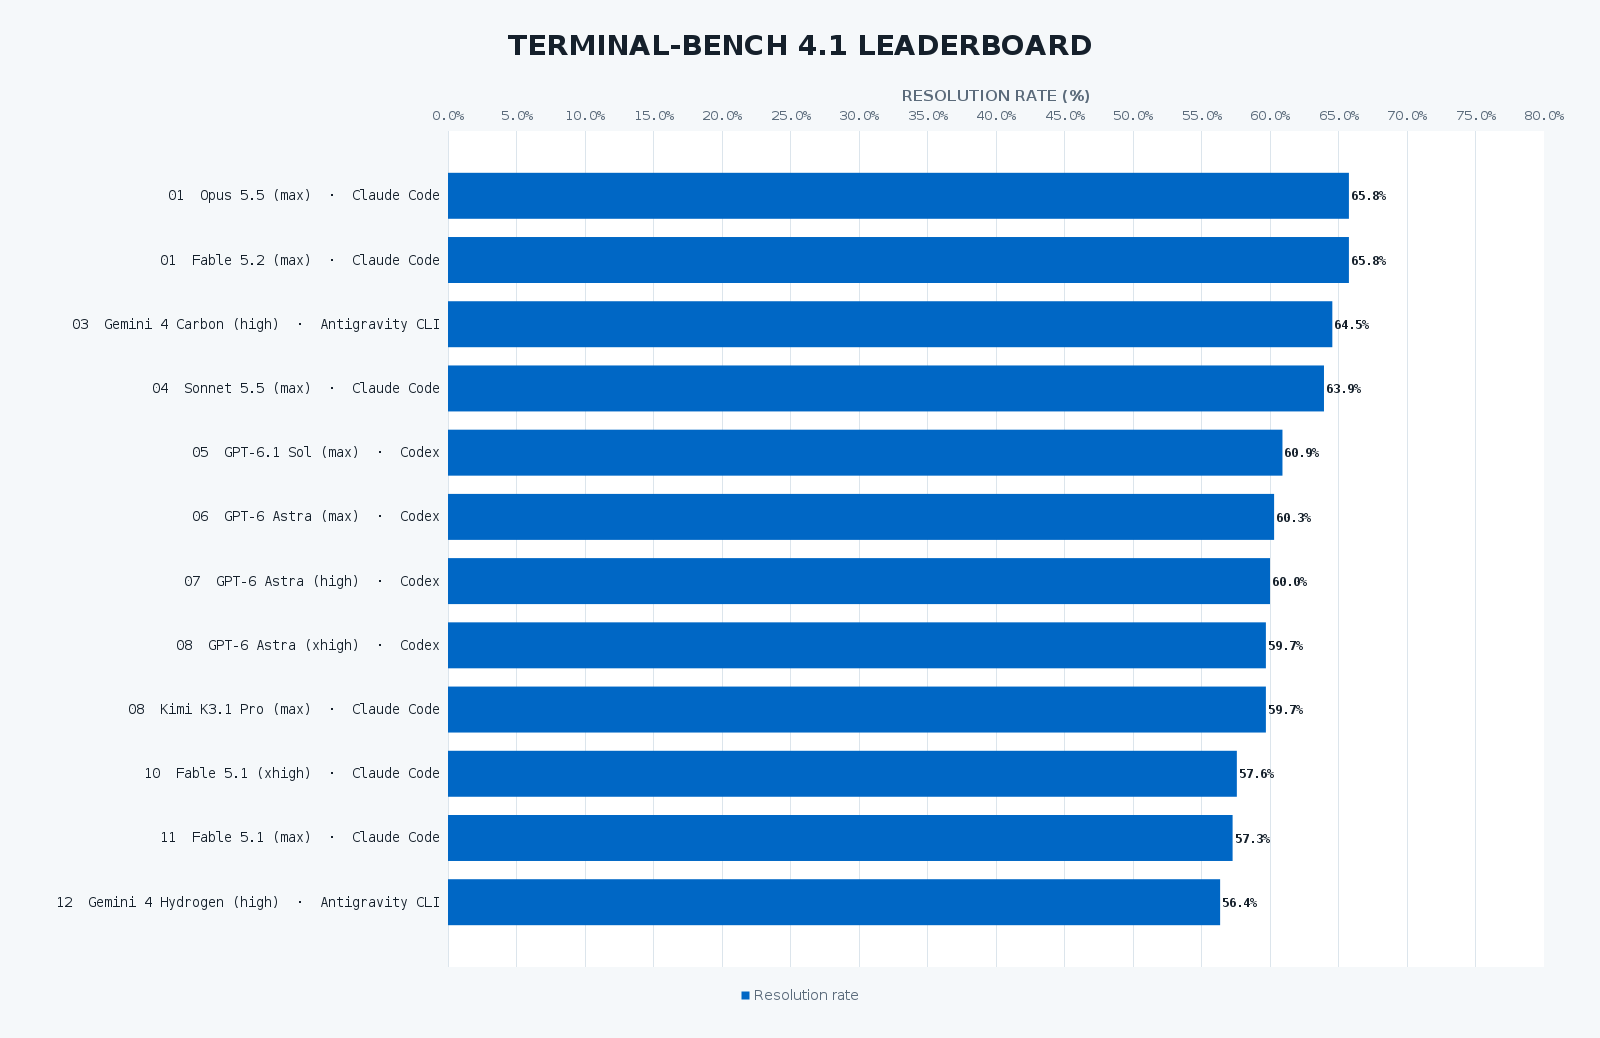 TERMINAL-BENCH 4.1 LEADERBOARD
RESOLUTION RATE (%)
0.0% 5.0% 10.0% 15.0% 20.0% 25.0% 30.0% 35.0% 40.0% 45.0% 50.0% 55.0% 60.0% 65.0% 70.0% 75.0% 80.0%
01 Opus 5.5 (max) · Claude Code 65.8%
01 Fable 5.2 (max) · Claude Code 65.8%
03 Gemini 4 Carbon (high) · Antigravity CLI 64.5%
04 Sonnet 5.5 (max) · Claude Code 63.9%
05 GPT-6.1 Sol (max) · Codex 60.9%
06 GPT-6 Astra (max) · Codex 60.3%
07 GPT-6 Astra (high) · Codex 60.0%
08 GPT-6 Astra (xhigh) · Codex 59.7%
08 Kimi K3.1 Pro (max) · Claude Code 59.7%
10 Fable 5.1 (xhigh) · Claude Code 57.6%
11 Fable 5.1 (max) · Claude Code 57.3%
12 Gemini 4 Hydrogen (high) · Antigravity CLI 56.4%
Resolution rate